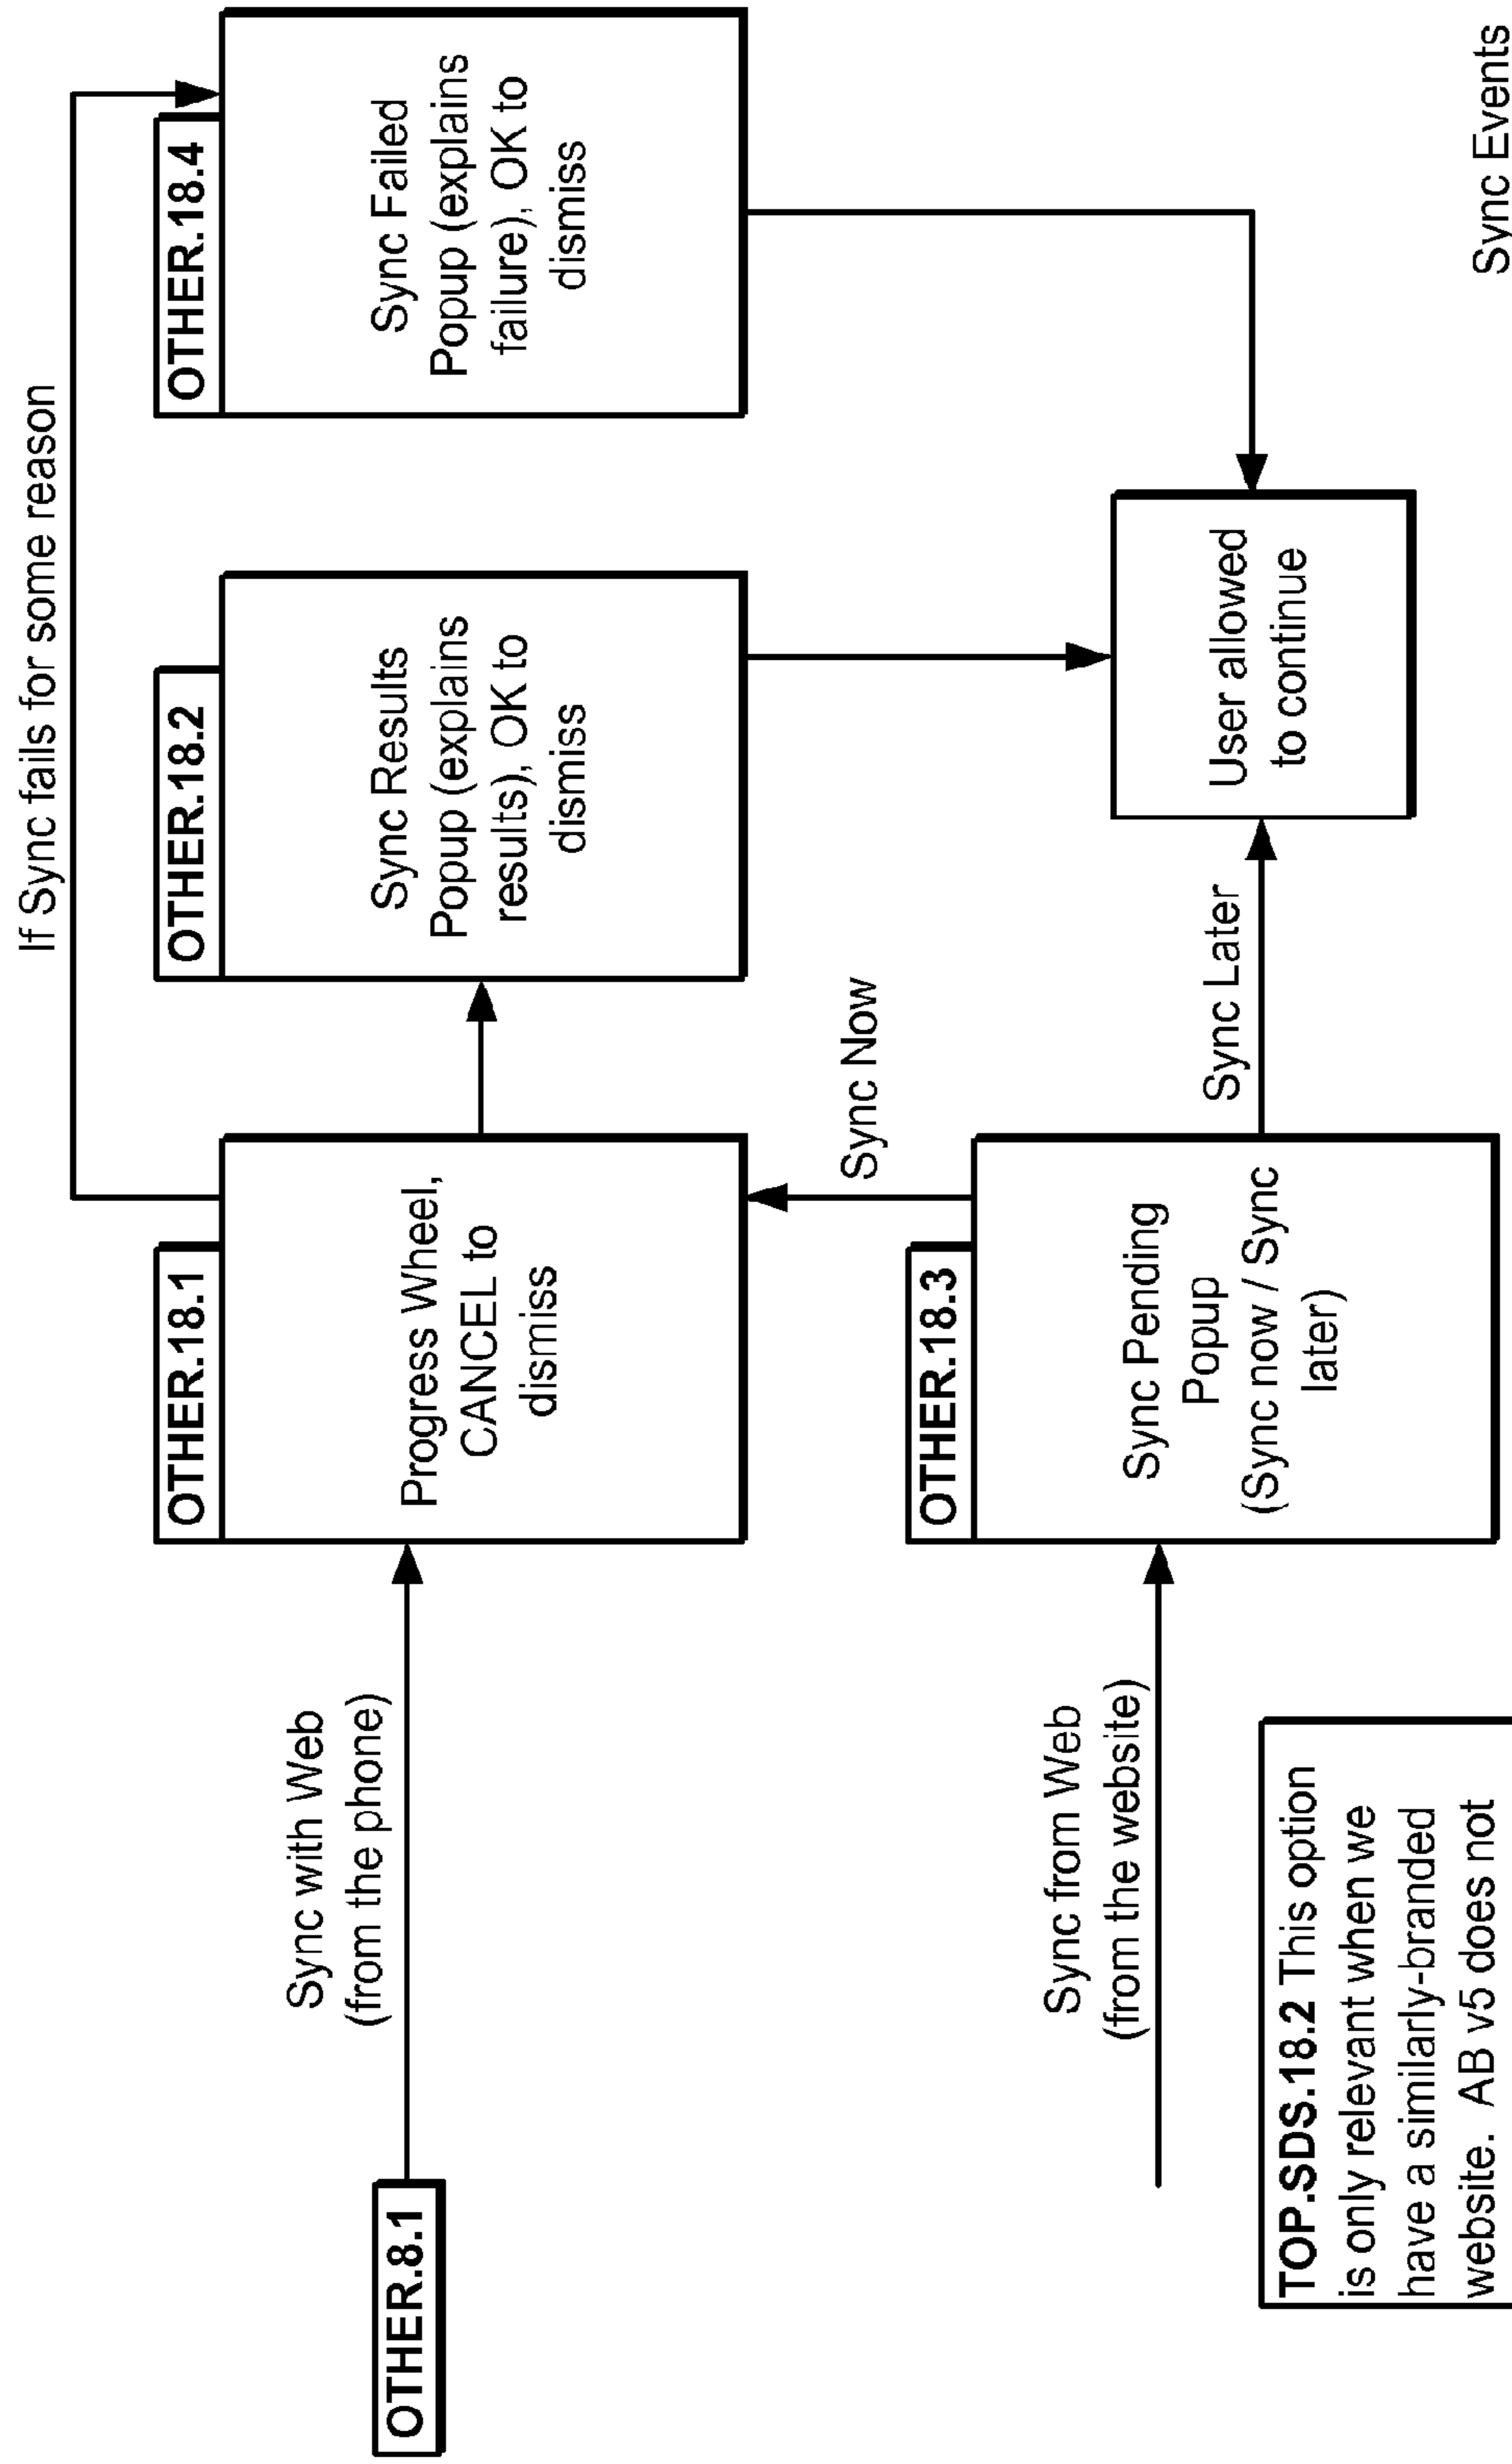 If Sync fails for some reason
OTHER.18.1
OTHER.18.2
OTHER.18.4
Sync with Web
(from the phone)
OTHER.8.1
Progress Wheel,
CANCEL to
dismiss
Sync Results
Popup (explains
results), OK to
dismiss
Sync Failed
Popup (explains
failure), OK to
dismiss
Sync Now
OTHER.18.3
Sync from Web
(from the website)
Sync Pending
Popup
(Sync now / Sync
later)
Sync Later
User allowed
to continue
TOP.SDS.18.2 This option
is only relevant when we
have a similarly-branded
website. AB v5 does not
Sync Events